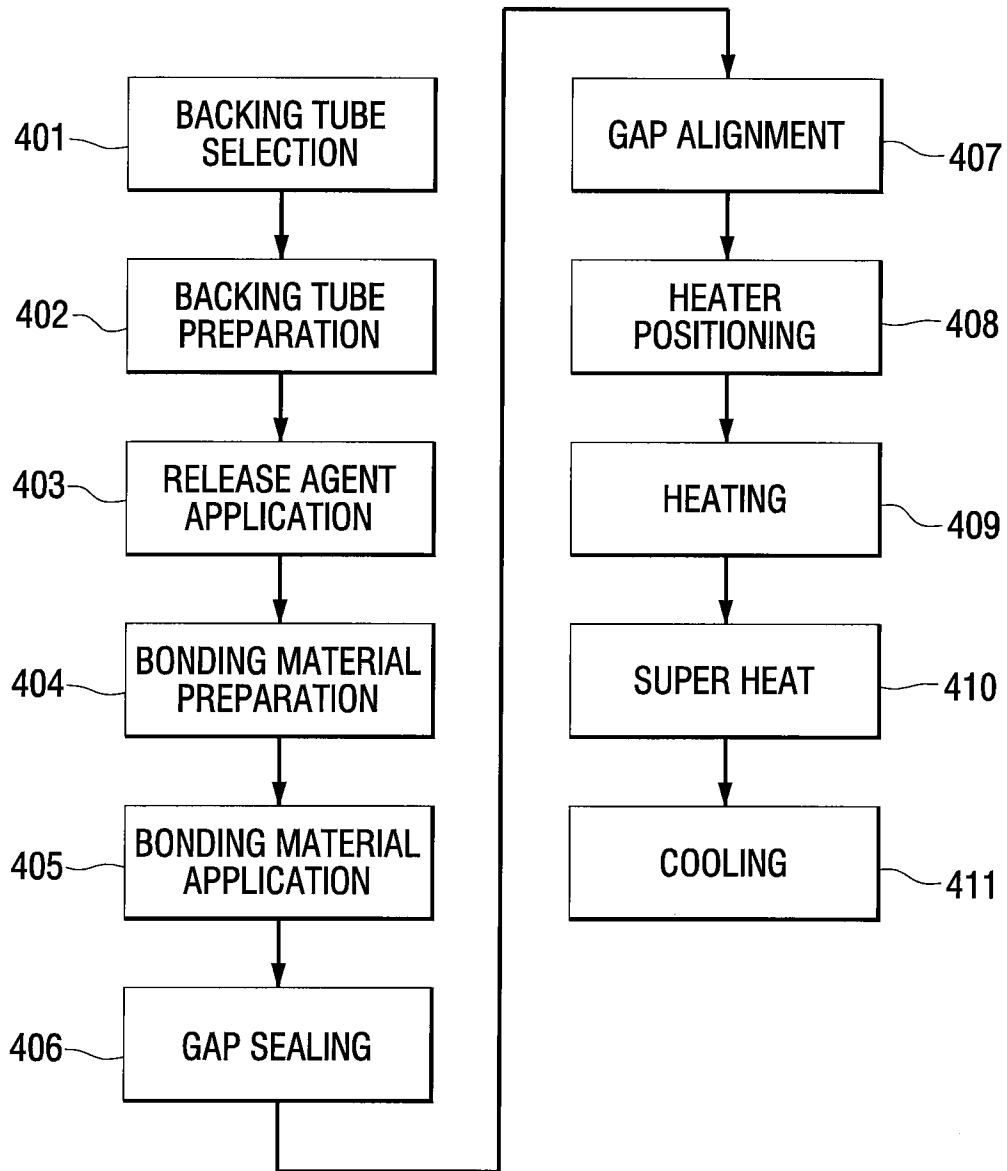 401
BACKING TUBE
SELECTION
402
BACKING TUBE
PREPARATION
403
RELEASE AGENT
APPLICATION
404
BONDING MATERIAL
PREPARATION
405
BONDING MATERIAL
APPLICATION
406
GAP SEALING
GAP ALIGNMENT
407
HEATER
POSITIONING
408
HEATING
409
SUPER HEAT
410
COOLING
411